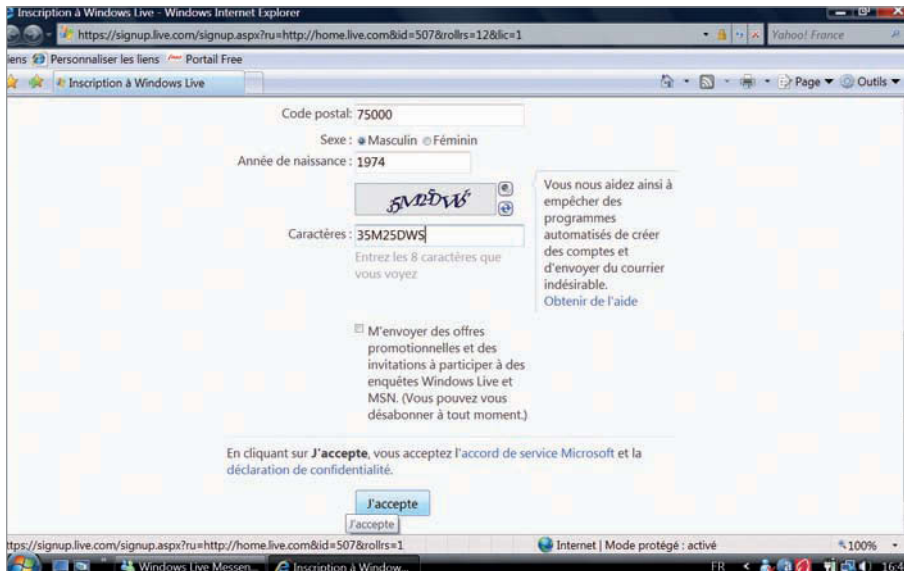 Inscription à Windows Live - Windows Internet Explorer
https://signup.live.com/signup.aspx?ru=http://home.live.com&id=507&rollrs=12&lic=1
Yahoo! France
iens Personnaliser les liens Portail Free
Inscription à Windows Live
Page Outils
Code postal: 75000
Sexe : Masculin Féminin
Année de naissance : 1974
Caractères : 35M25DWS
Entrez les 8 caractères que
vous voyez
Vous nous aidez ainsi à
empêcher des
programmes
automatisés de créer
des comptes et
d'envoyer du courrier
indésirable.
Obtenir de l'aide
M'envoyer des offres
promotionnelles et des
invitations à participer à des
enquêtes Windows Live et
MSN. (Vous pouvez vous
désabonner à tout moment.)
En cliquant sur J'accepte, vous acceptez l'accord de service Microsoft et la
déclaration de confidentialité.
J'accepte
J'accepte
ttps://signup.live.com/signup.aspx?ru=http://home.live.com&id=507&rollrs=1
Internet | Mode protégé : activé
100%
Windows Live Messen...
Inscription à Window...
FR
16:4